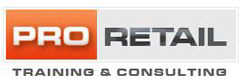 PRO RETAIL
TRAINING & CONSULTING